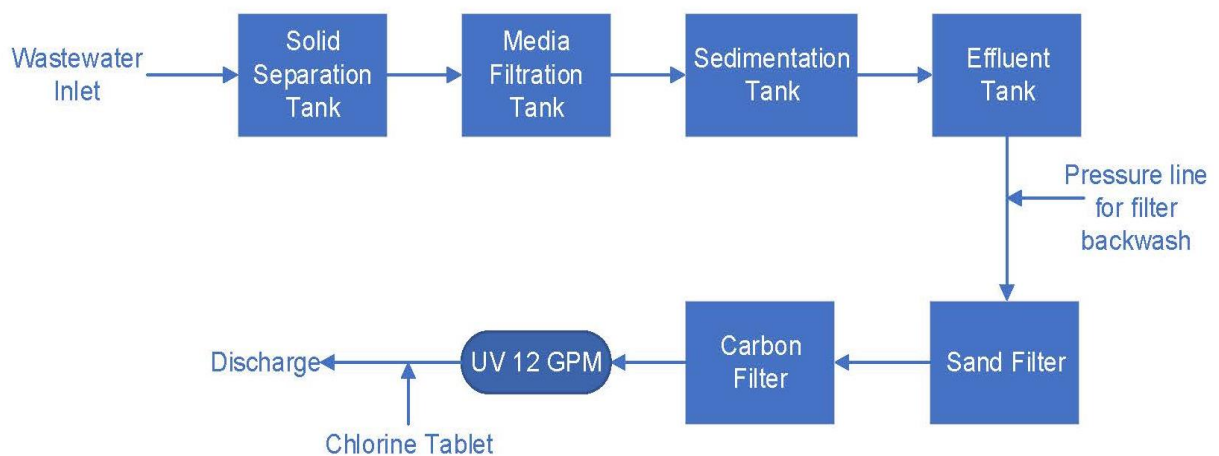 Wastewater
Inlet
Solid
Separation
Tank
Media
Filtration
Tank
Sedimentation
Tank
Effluent
Tank
Pressure line
for filter
backwash
Sand Filter
Carbon
Filter
UV 12 GPM
Discharge
Chlorine Tablet